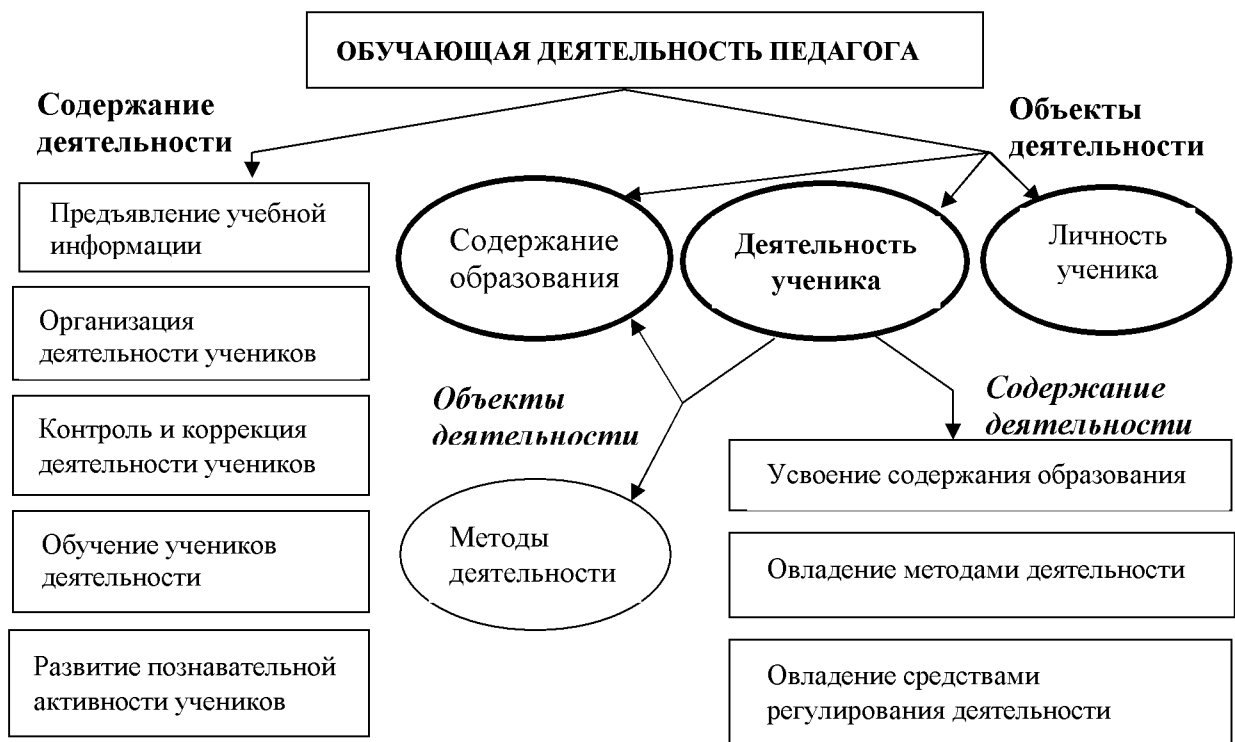 ОБУЧАЮЩАЯ ДЕЯТЕЛЬНОСТЬ ПЕДАГОГА
Содержание
деятельности
Объекты
деятельности
Предъявление учебной
информации
Организация
деятельности учеников
Контроль и коррекция
деятельности учеников
Обучение учеников
деятельности
Развитие познавательной
активности учеников
Содержание
образования
Деятельность
ученика
Личность
ученика
Объекты
деятельности
Методы
деятельности
Содержание
деятельности
Усвоение содержания образования
Овладение методами деятельности
Овладение средствами
регулирования деятельности